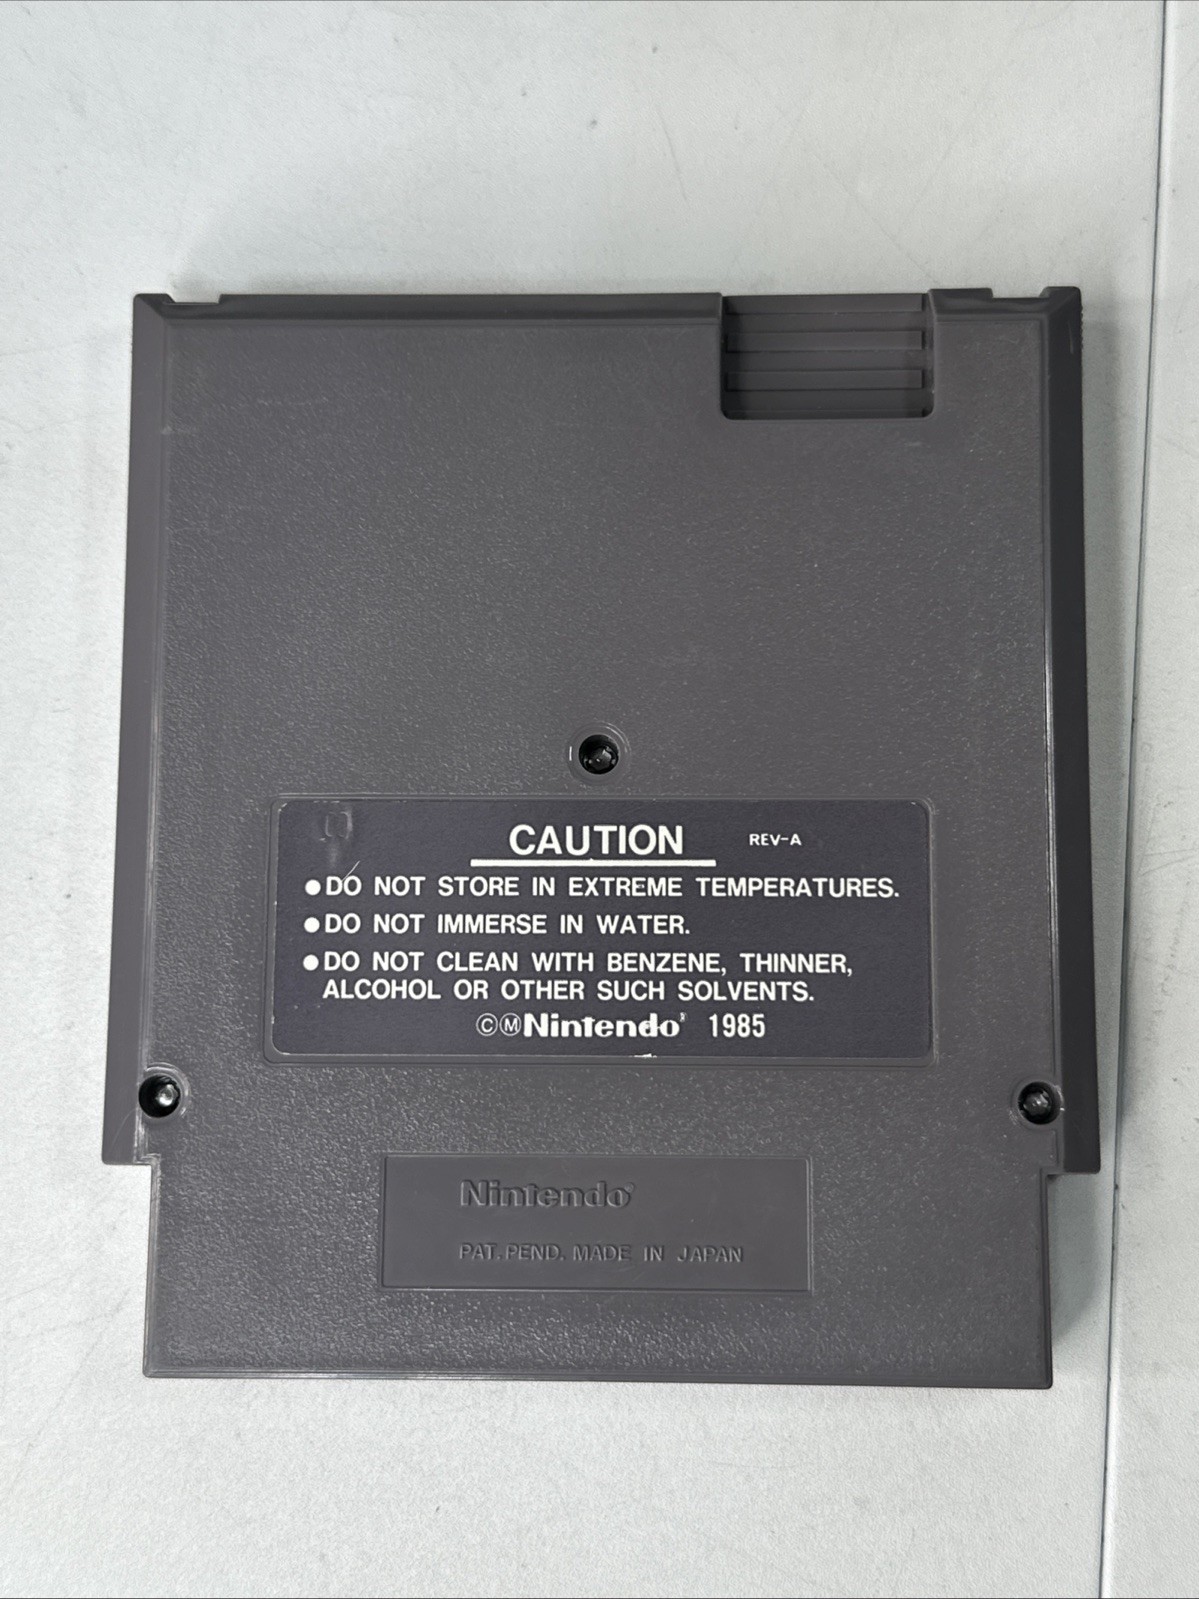 CAUTION REV-A
●DO NOT STORE IN EXTREME TEMPERATURES.
●DO NOT IMMERSE IN WATER.
●DO NOT CLEAN WITH BENZENE, THINNER,
ALCOHOL OR OTHER SUCH SOLVENTS.
©ⓂNintendo® 1985
Nintendo®
PAT. PEND. MADE IN JAPAN